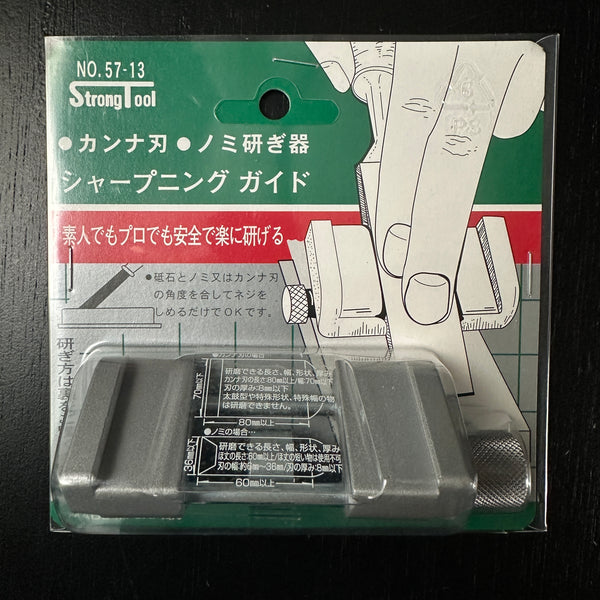 NO. 57-13
StrongTool
●カンナ刃●ノミ研ぎ器
シャープニング ガイド
素人でもプロでも安全で楽に研げる
●砥石とノミ又はカンナ刃
の角度を合してネジを
しめるだけでOKです。
研ぎ方は裏
●カンナ刃の場合…
研磨できる長さ、幅、形状、厚み
カンナ刃の長さ80mm以上/幅:70mm以下
刃の厚み:8mm以下
太鼓型や特殊形状、特殊幅の物
は研磨できません。
70mm以下
80mm以上
●ノミの場合…
研磨できる長さ、幅、形状、厚み
ほ丈の長さ60mm以上/ほ丈の短い物は使用不可
刃の幅:約6mm〜36mm/刃の厚み:8mm以下
36mm以下
60mm以上